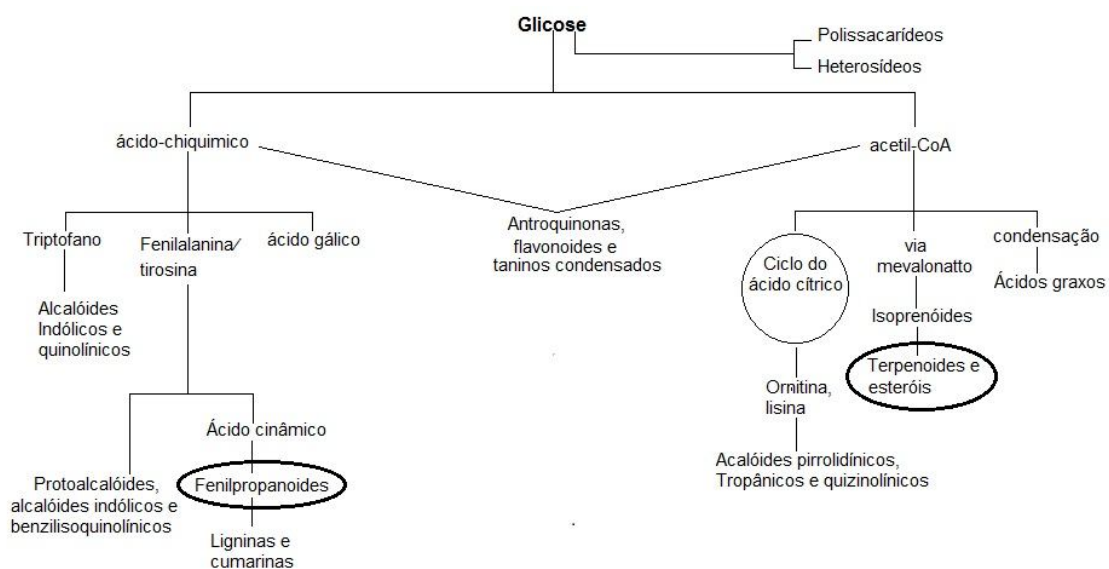 Glicose
Polissacarídeos
Heterosídeos
ácido-chiquimico
acetil-CoA
Triptofano
Fenilalanina/
tirosina
ácido gálico
Antroquinonas,
flavonoides e
taninos condensados
Ciclo do
ácido cítrico
via
mevalonatto
condensação
Ácidos graxos
Alcalóides
Indólicos e
quinolínicos
Isoprenóides
Terpenoides e
esteróis
Ornitina,
lisina
Ácido cinâmico
Acalóides pirrolidínicos,
Tropânicos e quizinolínicos
Protoalcalóides,
alcalóides indólicos e
benzilisoquinolínicos
Fenilpropanoides
Ligninas e
cumarinas